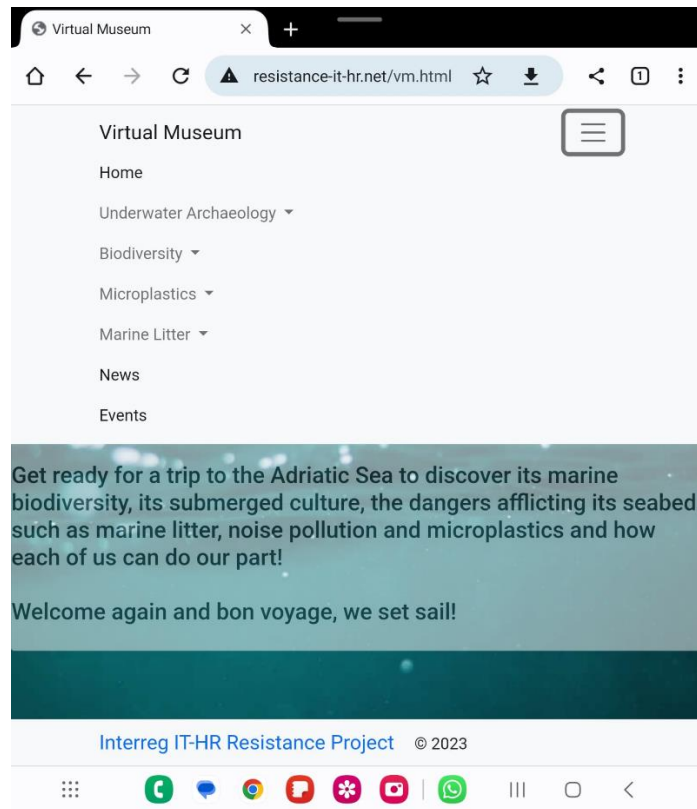 Virtual Museum
resistance-it-hr.net/vm.html
1
Virtual Museum
Home
Underwater Archaeology
Biodiversity
Microplastics
Marine Litter
News
Events
Get ready for a trip to the Adriatic Sea to discover its marine
biodiversity, its submerged culture, the dangers afflicting its seabed
such as marine litter, noise pollution and microplastics and how
each of us can do our part!
Welcome again and bon voyage, we set sail!
Interreg IT-HR Resistance Project © 2023